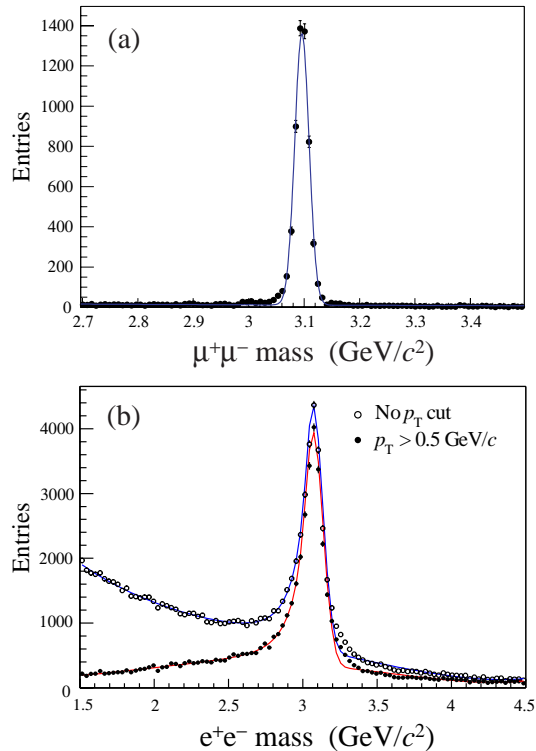 (a)
Entries
1400
1200
1000
800
600
400
200
0
2.7 2.8 2.9 3 3.1 3.2 3.3 3.4
μ⁺μ⁻ mass (GeV/c²)
(b)
No p_T cut
p_T > 0.5 GeV/c
Entries
4000
3000
2000
1000
0
1.5 2 2.5 3 3.5 4 4.5
e⁺e⁻ mass (GeV/c²)